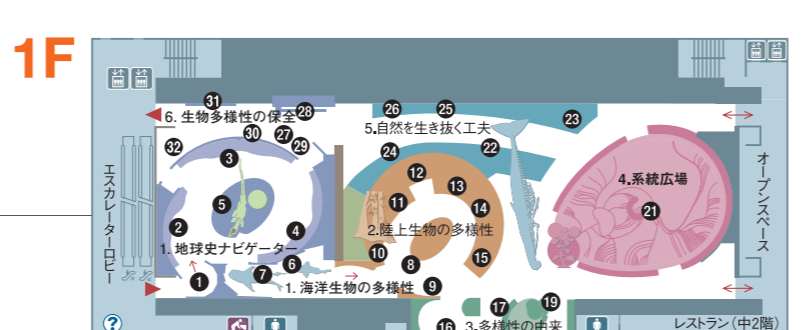 1F
31
6. 生物多様性の保全
28
26
25
23
5.自然を生き抜く工夫
32
30
27
29
3
24
22
12
13
4.系統広場
エスカレーターロビー
オープンスペース
5
11
14
21
2
4
2.陸上生物の多様性
1. 地球史ナビゲーター
10
8
15
1
7
6
1. 海洋生物の多様性
9
17
19
?
16
3.多様性の由来
レストラン(中2階)